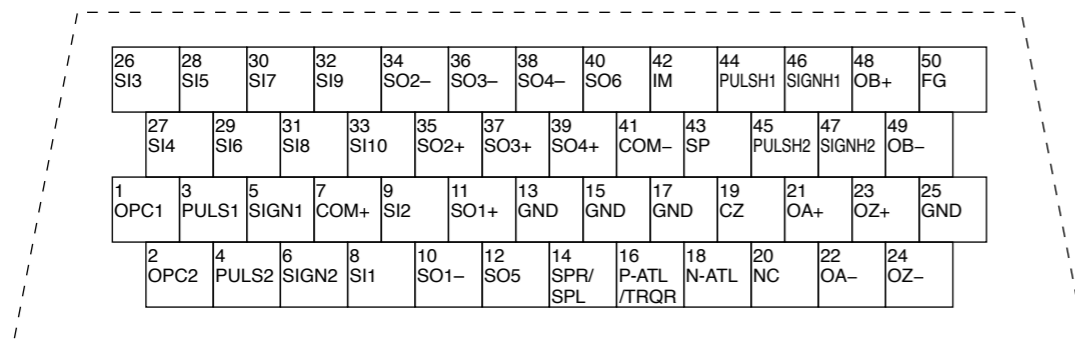 26 28 30 32 34 36 38 40 42 44 46 48 50
SI3 SI5 SI7 SI9 SO2− SO3− SO4− SO6 IM PULSH1 SIGNH1 OB+ FG
27 29 31 33 35 37 39 41 43 45 47 49
SI4 SI6 SI8 SI10 SO2+ SO3+ SO4+ COM− SP PULSH2 SIGNH2 OB−
1 3 5 7 9 11 13 15 17 19 21 23 25
OPC1 PULS1 SIGN1 COM+ SI2 SO1+ GND GND GND CZ OA+ OZ+ GND
2 4 6 8 10 12 14 16 18 20 22 24
OPC2 PULS2 SIGN2 SI1 SO1− SO5 SPR/ P-ATL N-ATL NC OA− OZ−
SPL /TRQR